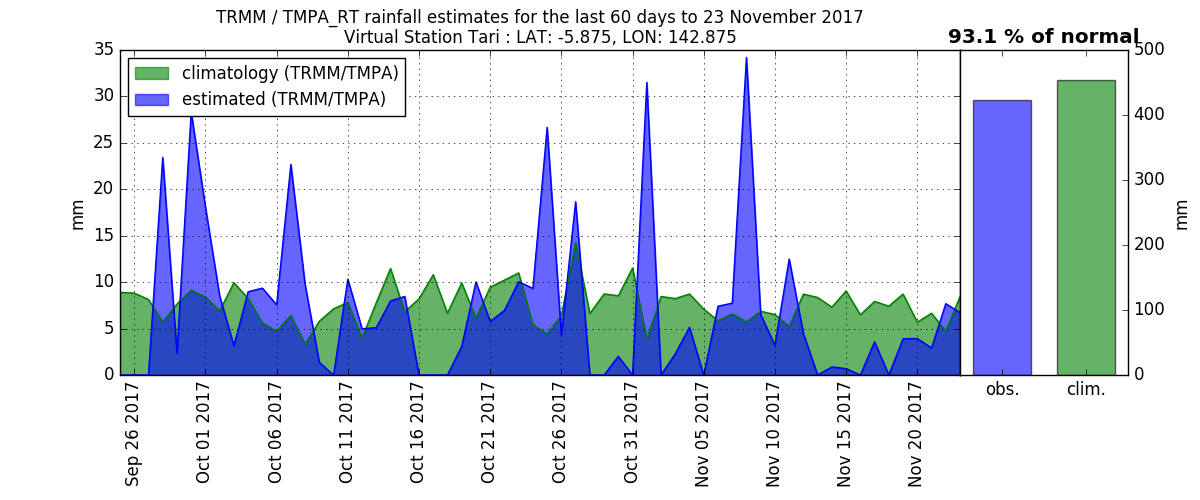 TRMM / TMPA_RT rainfall estimates for the last 60 days to 23 November 2017
Virtual Station Tari : LAT: -5.875, LON: 142.875
93.1 % of normal
climatology (TRMM/TMPA)
estimated (TRMM/TMPA)
35
30
25
20
15
10
5
0
mm
Sep 26 2017
Oct 01 2017
Oct 06 2017
Oct 11 2017
Oct 16 2017
Oct 21 2017
Oct 26 2017
Oct 31 2017
Nov 05 2017
Nov 10 2017
Nov 15 2017
Nov 20 2017
obs.
clim.
500
400
300
200
100
0
mm